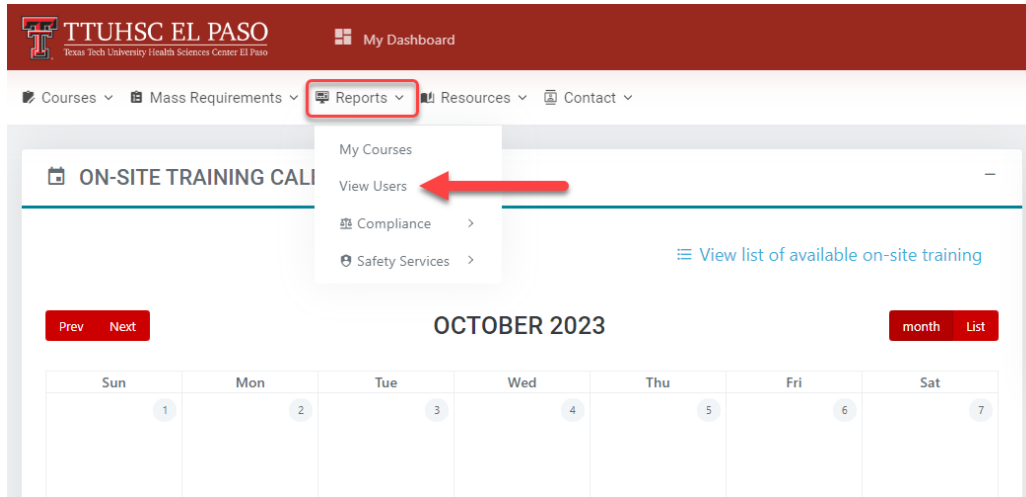 TTUHSC EL PASO
Texas Tech University Health Sciences Center El Paso
My Dashboard
Courses Mass Requirements Reports Resources Contact
My Courses
View Users
Compliance
Safety Services
ON-SITE TRAINING CALE
View list of available on-site training
Prev Next
OCTOBER 2023
month List
Sun Mon Tue Wed Thu Fri Sat
1 2 3 4 5 6 7